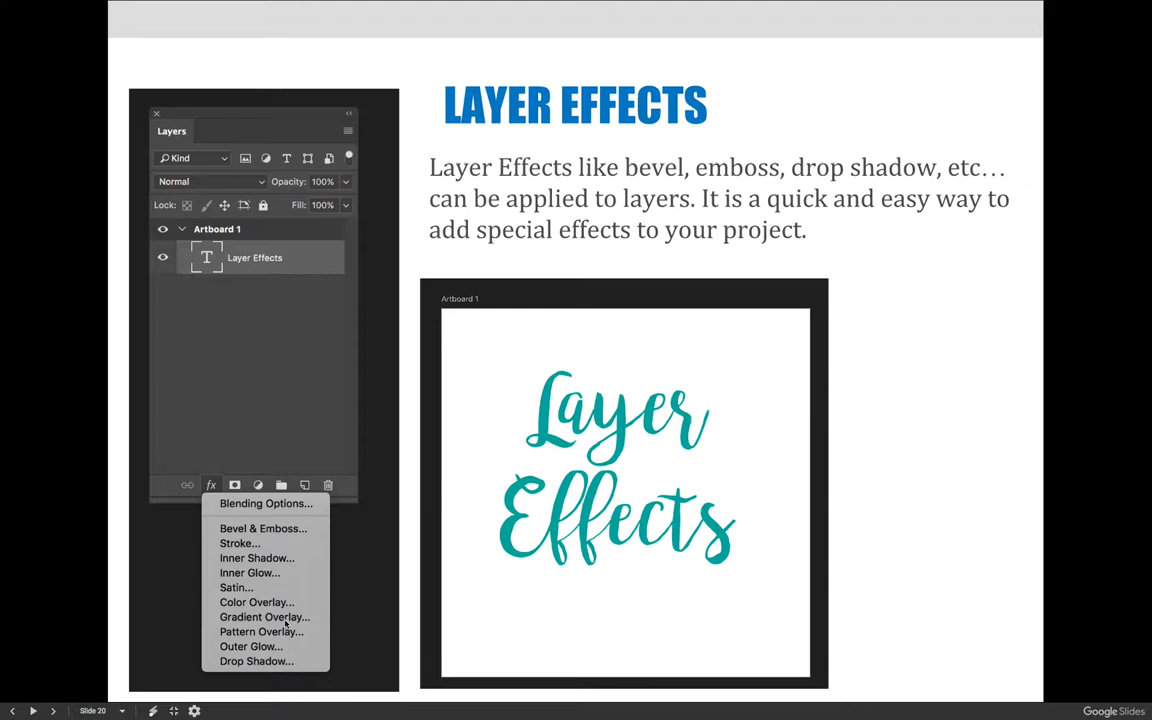 LAYER EFFECTS
Layer Effects like bevel, emboss, drop shadow, etc...
can be applied to layers. It is a quick and easy way to
add special effects to your project.
Layers
Kind
Normal Opacity: 100%
Lock: Fill: 100%
Artboard 1
T Layer Effects
fx
Blending Options...
Bevel & Emboss...
Stroke...
Inner Shadow...
Inner Glow...
Satin...
Color Overlay...
Gradient Overlay...
Pattern Overlay...
Outer Glow...
Drop Shadow...
Artboard 1
Layer
Effects
Slide 20
Google Slides